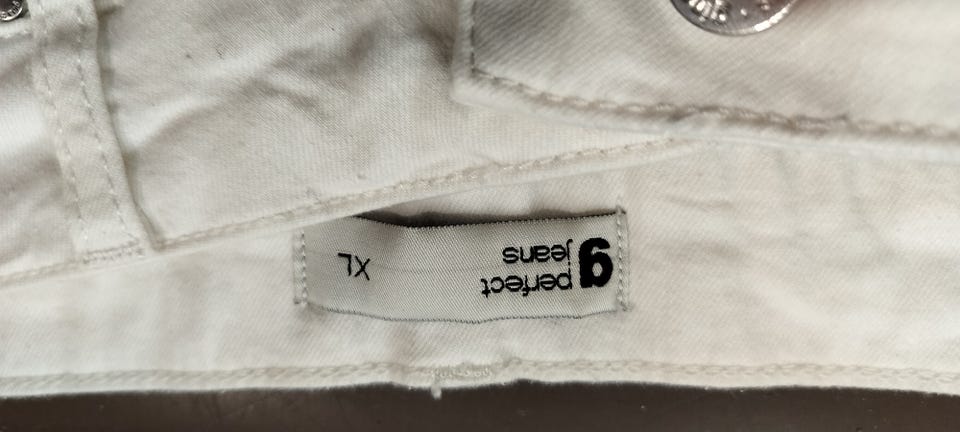 g perfect
jeans
XL